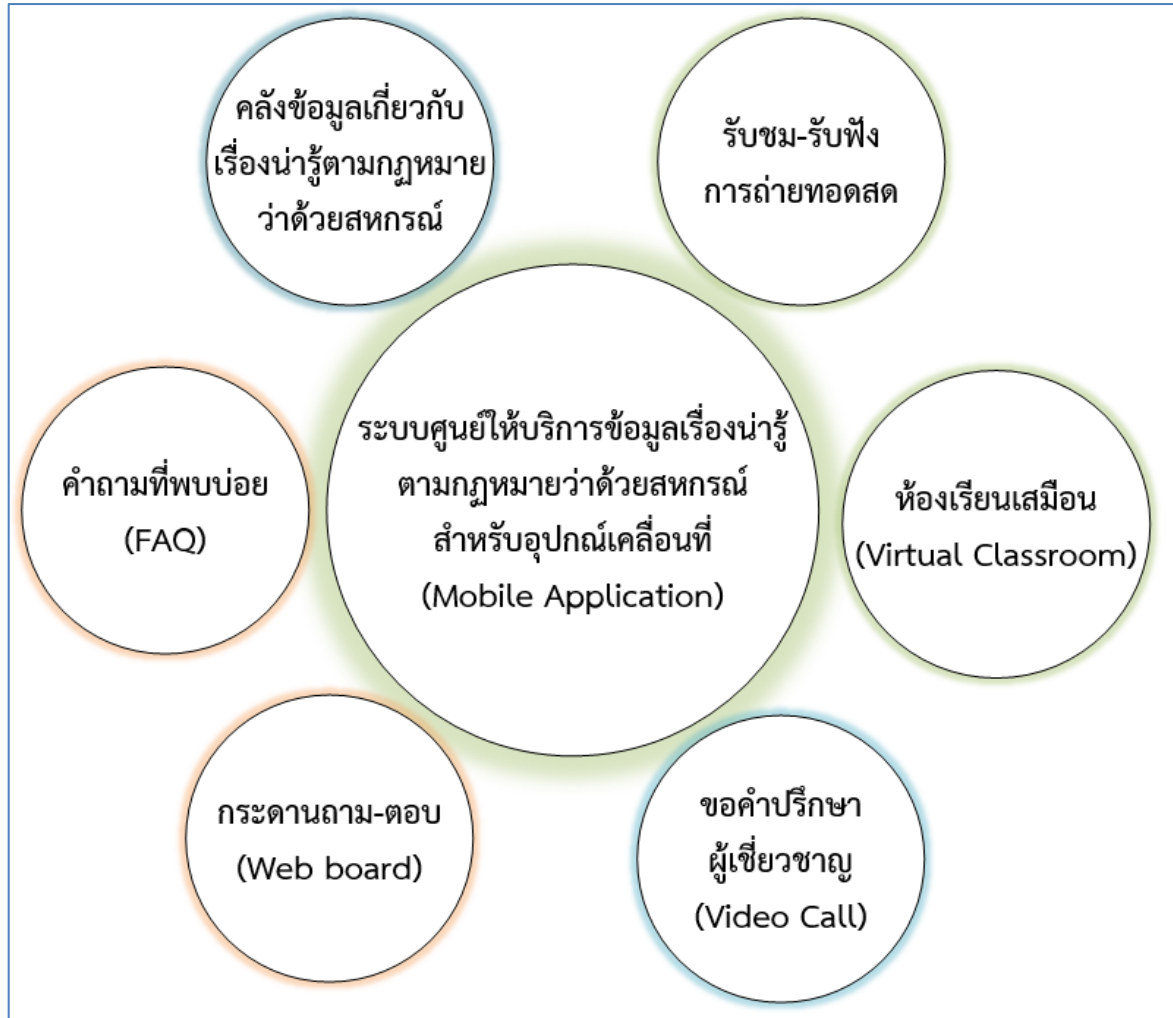 คลังข้อมูลเกี่ยวกับ
เรื่องน่ารู้ตามกฎหมาย
ว่าด้วยสหกรณ์
รับชม-รับฟัง
การถ่ายทอดสด
ระบบศูนย์ให้บริการข้อมูลเรื่องน่ารู้
ตามกฎหมายว่าด้วยสหกรณ์
สำหรับอุปกณ์เคลื่อนที่
(Mobile Application)
คำถามที่พบบ่อย
(FAQ)
ห้องเรียนเสมือน
(Virtual Classroom)
กระดานถาม-ตอบ
(Web board)
ขอคำปรึกษา
ผู้เชี่ยวชาญ
(Video Call)